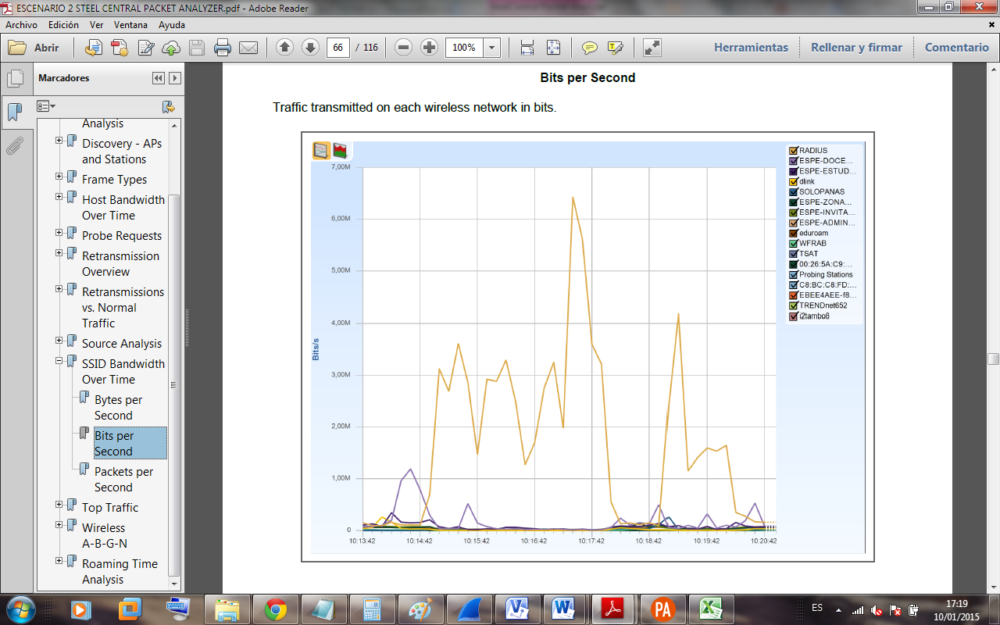 ESCENARIO 2 STEEL CENTRAL PACKET ANALYZER.pdf - Adobe Reader
Archivo Edición Ver Ventana Ayuda
Abrir 66 / 116 100% Herramientas Rellenar y firmar Comentario
Marcadores
Analysis
Discovery - APs
and Stations
Frame Types
Host Bandwidth
Over Time
Probe Requests
Retransmission
Overview
Retransmissions
vs. Normal
Traffic
Source Analysis
SSID Bandwidth
Over Time
Bytes per
Second
Bits per
Second
Packets per
Second
Top Traffic
Wireless
A-B-G-N
Roaming Time
Analysis
Bits per Second
Traffic transmitted on each wireless network in bits.
7,00M
6,00M
5,00M
4,00M
3,00M
2,00M
1,00M
0
Bits/s
10:13:42 10:14:42 10:15:42 10:16:42 10:17:42 10:18:42 10:19:42 10:20:42
RADIUS
ESPE-DOCE...
ESPE-ESTUD...
dlink
SOLOPANAS
ESPE-ZONA...
ESPE-INVITA...
ESPE-ADMIN...
eduroam
WFRAB
TSAT
00:26:5A:C9:...
Probing Stations
C8:BC:C8:FD:...
EBEE4AEE-f8...
TRENDnet652
i2tambo8
PA
ES
17:19
10/01/2015